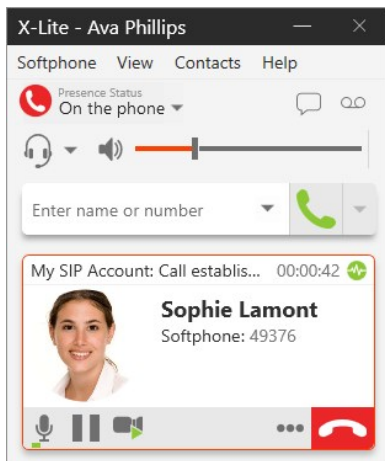 X-Lite - Ava Phillips
Softphone View Contacts Help
Presence Status
On the phone
Enter name or number
My SIP Account: Call establis... 00:00:42
Sophie Lamont
Softphone: 49376